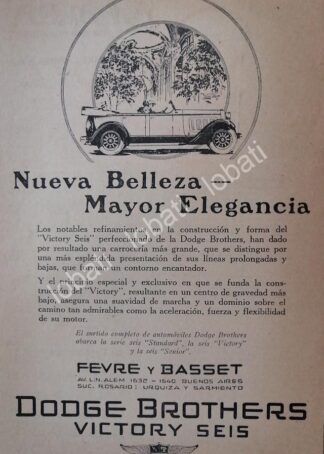 Nueva Belleza —
Mayor Elegancia
Los notables refinamientos en la construcción y forma del
"Victory Seis" perfeccionado de la Dodge Brothers, han dado
por resultado una carrocería más grande, que se distingue por
una más espléndida presentación de sus líneas prolongadas y
bajas, que forman un contorno encantador.
Y el principio especial y exclusivo en que se funda la cons-
trucción del "Victory", resultante en un centro de gravedad más
bajo, asegura una suavidad de marcha y un dominio sobre el
camino tan admirables como la aceleración, fuerza y flexibilidad
de su motor.
El surtido completo de automóviles Dodge Brothers
abarca la serie seis "Standard", la seis "Victory"
y la seis "Senior".
FEVRE Y BASSET
AV. L.N. ALEM 1632 - 1640 BUENOS AIRES
SUC. ROSARIO: URQUIZA Y SARMIENTO
DODGE BROTHERS
VICTORY SEIS
lobati lobati lobati